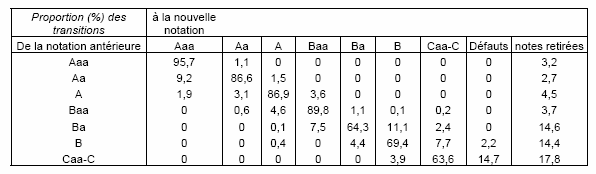 Proportion (%) des transitions à la nouvelle notation
De la notation antérieure Aaa Aa A Baa Ba B Caa-C Défauts notes retirées
Aaa 95,7 1,1 0 0 0 0 0 0 3,2
Aa 9,2 86,6 1,5 0 0 0 0 0 2,7
A 1,9 3,1 86,9 3,6 0 0 0 0 4,5
Baa 0 0,6 4,6 89,8 1,1 0,1 0,2 0 3,7
Ba 0 0 0,1 7,5 64,3 11,1 2,4 0 14,6
B 0 0 0,4 0 4,4 69,4 7,7 2,2 14,4
Caa-C 0 0 0 0 0 3,9 63,6 14,7 17,8